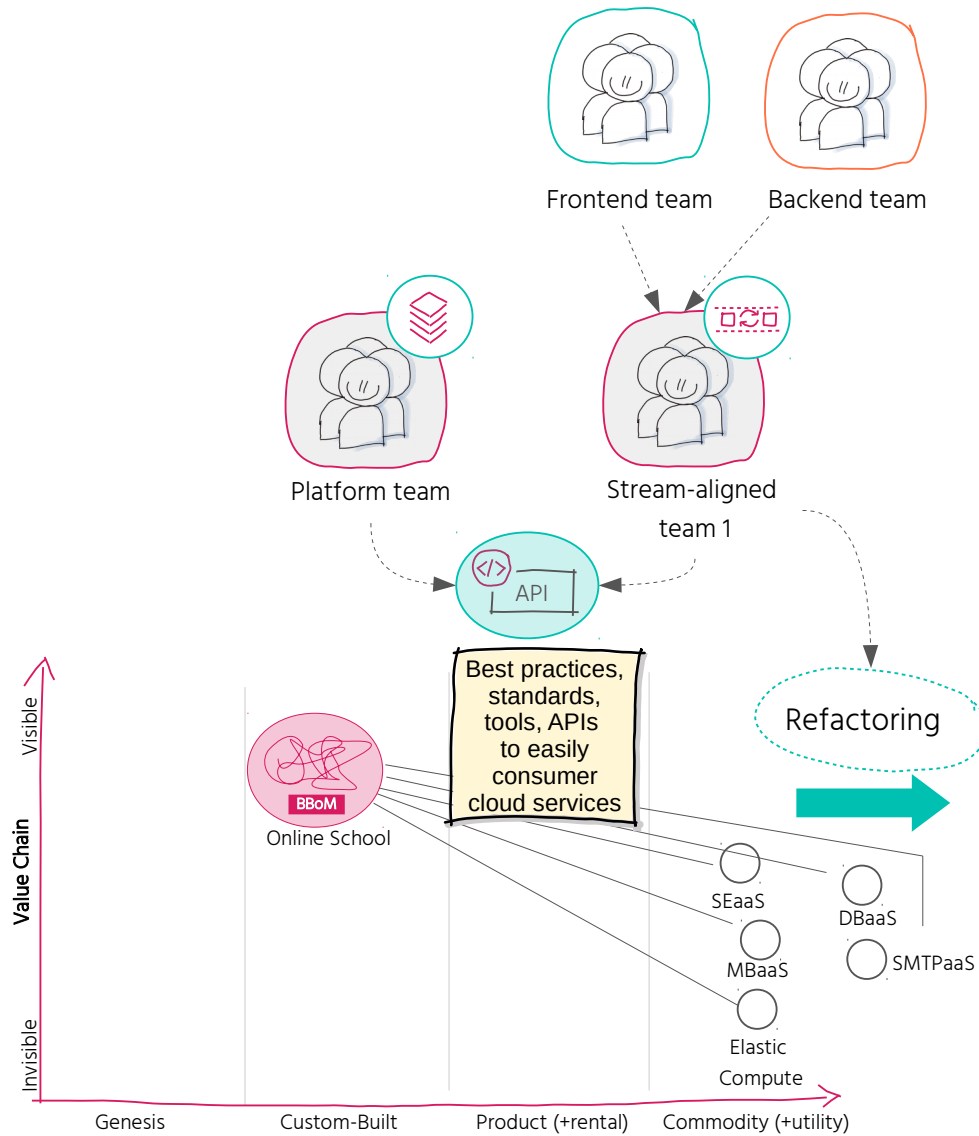 Frontend team
Backend team
Platform team
Stream-aligned
team 1
</>
API
Best practices,
standards,
tools, APIs
to easily
consumer
cloud services
Refactoring
Visible
Value Chain
Invisible
BBoM
Online School
SEaaS
DBaaS
MBaaS
SMTPaaS
Elastic
Compute
Genesis
Custom-Built
Product (+rental)
Commodity (+utility)